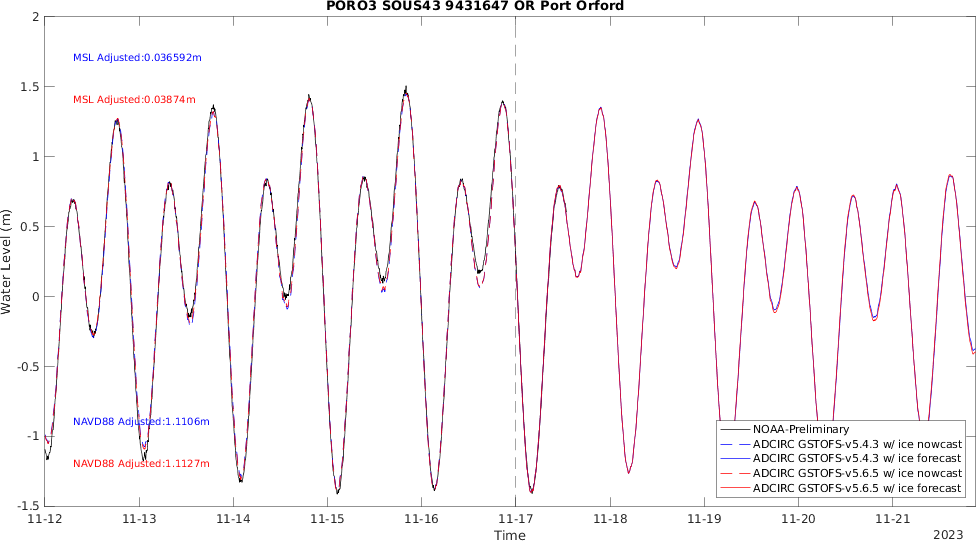 PORO3 SOUS43 9431647 OR Port Orford
2
MSL Adjusted:0.036592m
1.5
MSL Adjusted:0.03874m
1
0.5
Water Level (m)
0
-0.5
NAVD88 Adjusted:1.1106m
-1
NAVD88 Adjusted:1.1127m
NOAA-Preliminary
ADCIRC GSTOFS-v5.4.3 w/ ice nowcast
ADCIRC GSTOFS-v5.4.3 w/ ice forecast
ADCIRC GSTOFS-v5.6.5 w/ ice nowcast
ADCIRC GSTOFS-v5.6.5 w/ ice forecast
-1.5
11-12 11-13 11-14 11-15 11-16 11-17 11-18 11-19 11-20 11-21
Time
2023